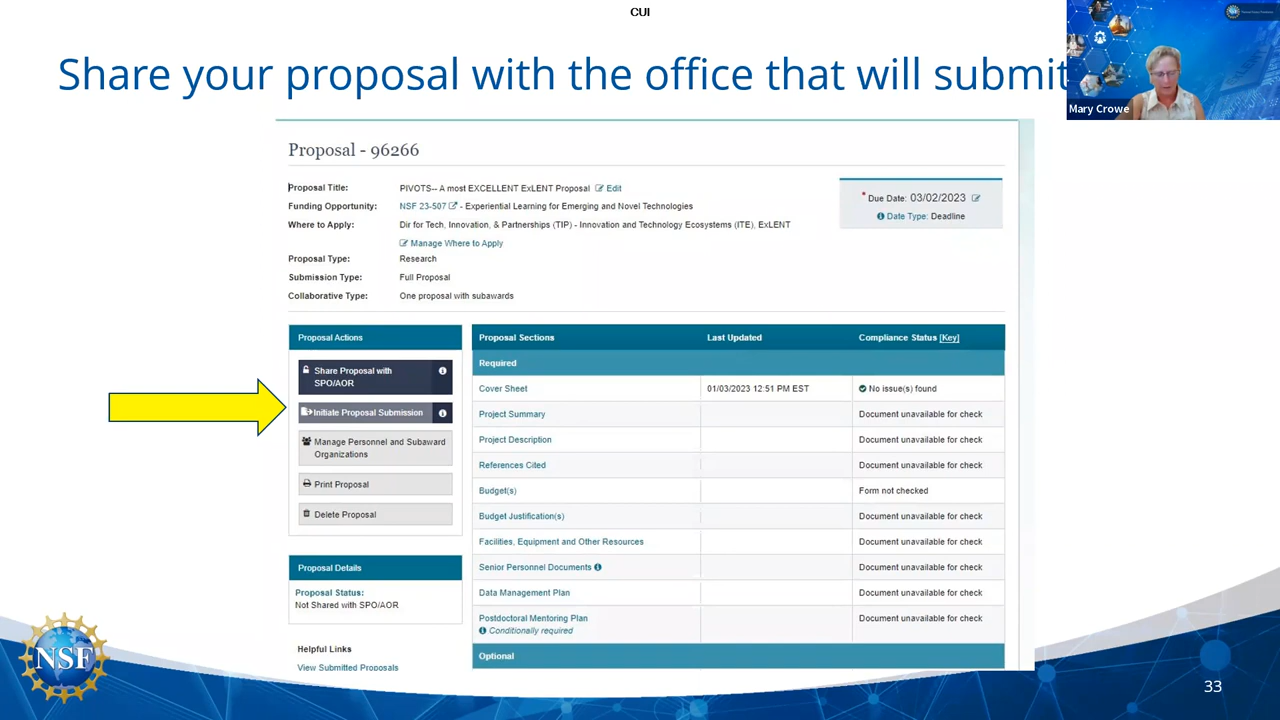 CUI
Share your proposal with the office that will submit
Mary Crowe
Proposal - 96266
Proposal Title: PIVOTS-- A most EXCELLENT ExLENT Proposal Edit
Funding Opportunity: NSF 23-507 - Experiential Learning for Emerging and Novel Technologies
Where to Apply: Dir for Tech, Innovation, & Partnerships (TIP) - Innovation and Technology Ecosystems (ITE), ExLENT
Manage Where to Apply
Proposal Type: Research
Submission Type: Full Proposal
Collaborative Type: One proposal with subawards
* Due Date: 03/02/2023
Date Type: Deadline
Proposal Actions
Share Proposal with
SPO/AOR
Initiate Proposal Submission
Manage Personnel and Subaward
Organizations
Print Proposal
Delete Proposal
Proposal Details
Proposal Status:
Not Shared with SPO/AOR
Helpful Links
View Submitted Proposals
Proposal Sections Last Updated Compliance Status [Key]
Required
Cover Sheet 01/03/2023 12:51 PM EST No issue(s) found
Project Summary Document unavailable for check
Project Description Document unavailable for check
References Cited Document unavailable for check
Budget(s) Form not checked
Budget Justification(s) Document unavailable for check
Facilities, Equipment and Other Resources Document unavailable for check
Senior Personnel Documents Document unavailable for check
Data Management Plan Document unavailable for check
Postdoctoral Mentoring Plan Document unavailable for check
Conditionally required
Optional
NSF
33